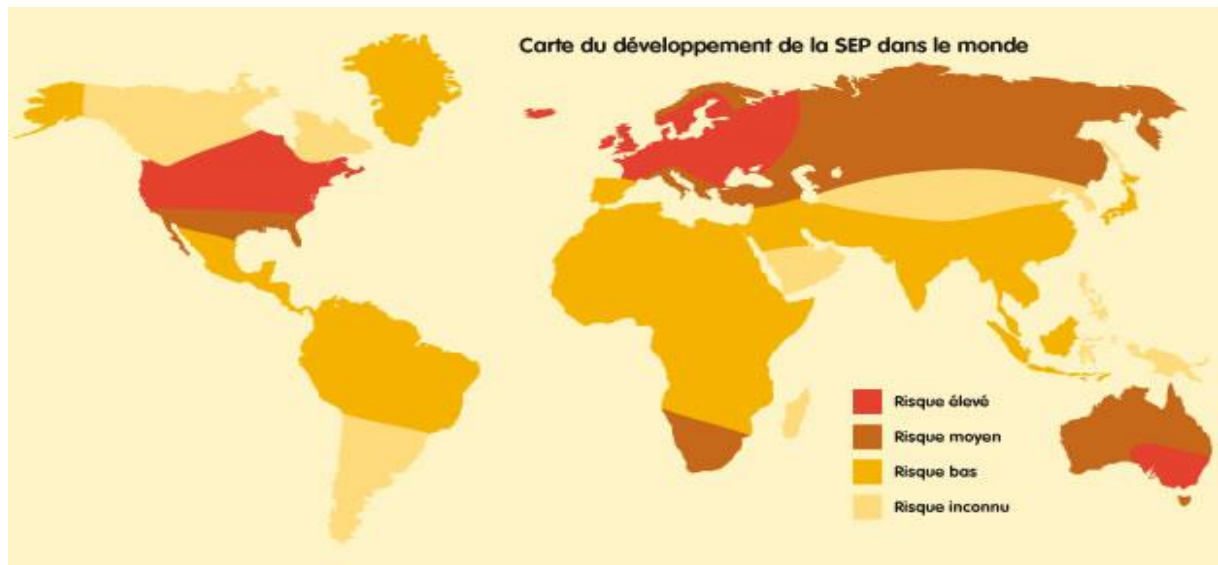 Carte du développement de la SEP dans le monde
Risque élevé
Risque moyen
Risque bas
Risque inconnu